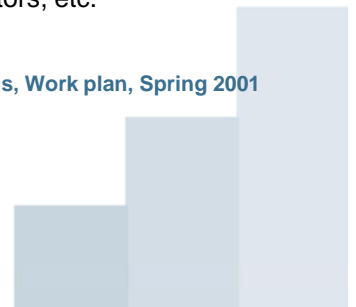 tors, etc.
s, Work plan, Spring 2001